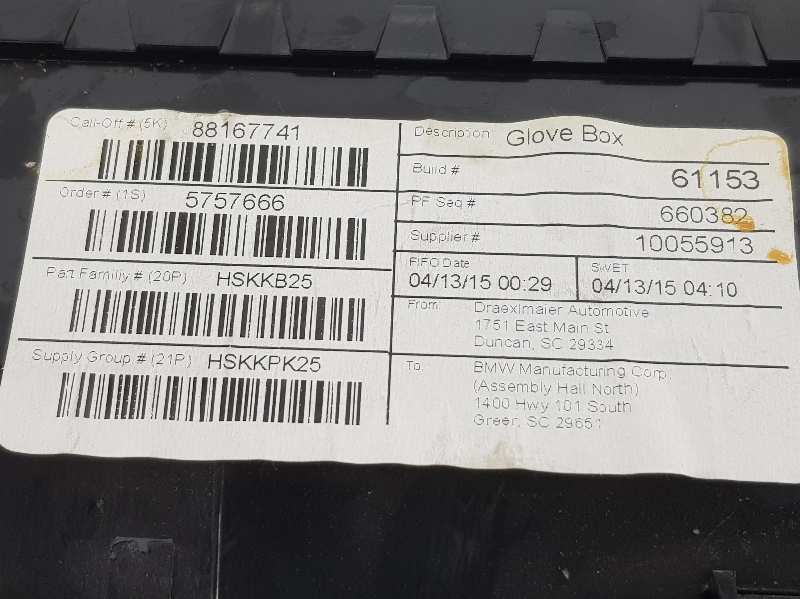 Call-Off # (5K) 88167741
Order # (1S) 5757666
Part Family # (20P) HSKKB25
Supply Group # (21P) HSKKPK25
Description Glove Box
Build # 61153
PF Seq # 660382
Supplier # 10055913
FIFO Date
04/13/15 00:29
SWET
04/13/15 04:10
From: Draexlmaier Automotive
1751 East Main St
Duncan, SC 29334
To: BMW Manufacturing Corp.
(Assembly Hall North)
1400 Hwy 101 South
Greer, SC 29651